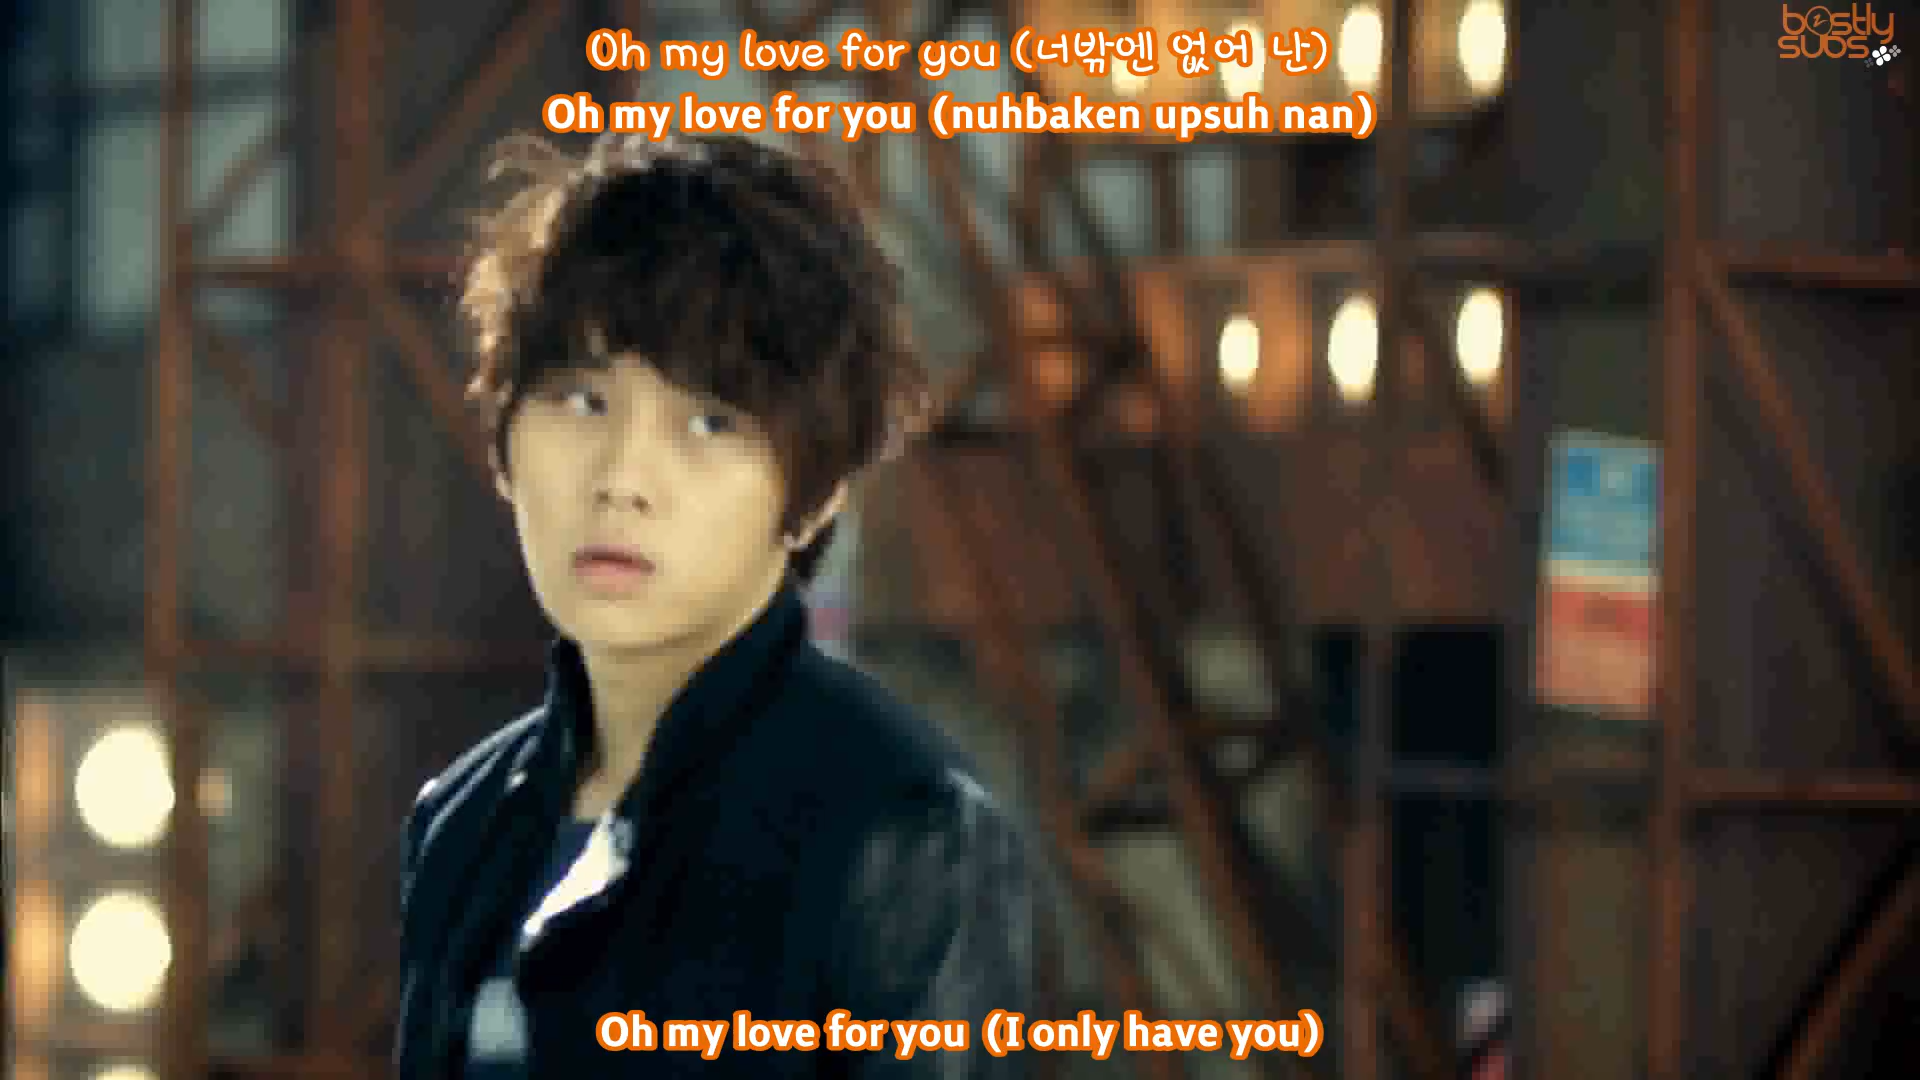 Oh my love for you (너밖엔 없어 난)
Oh my love for you (nuhbaken upsuh nan)
b2stly
subs
Oh my love for you (I only have you)